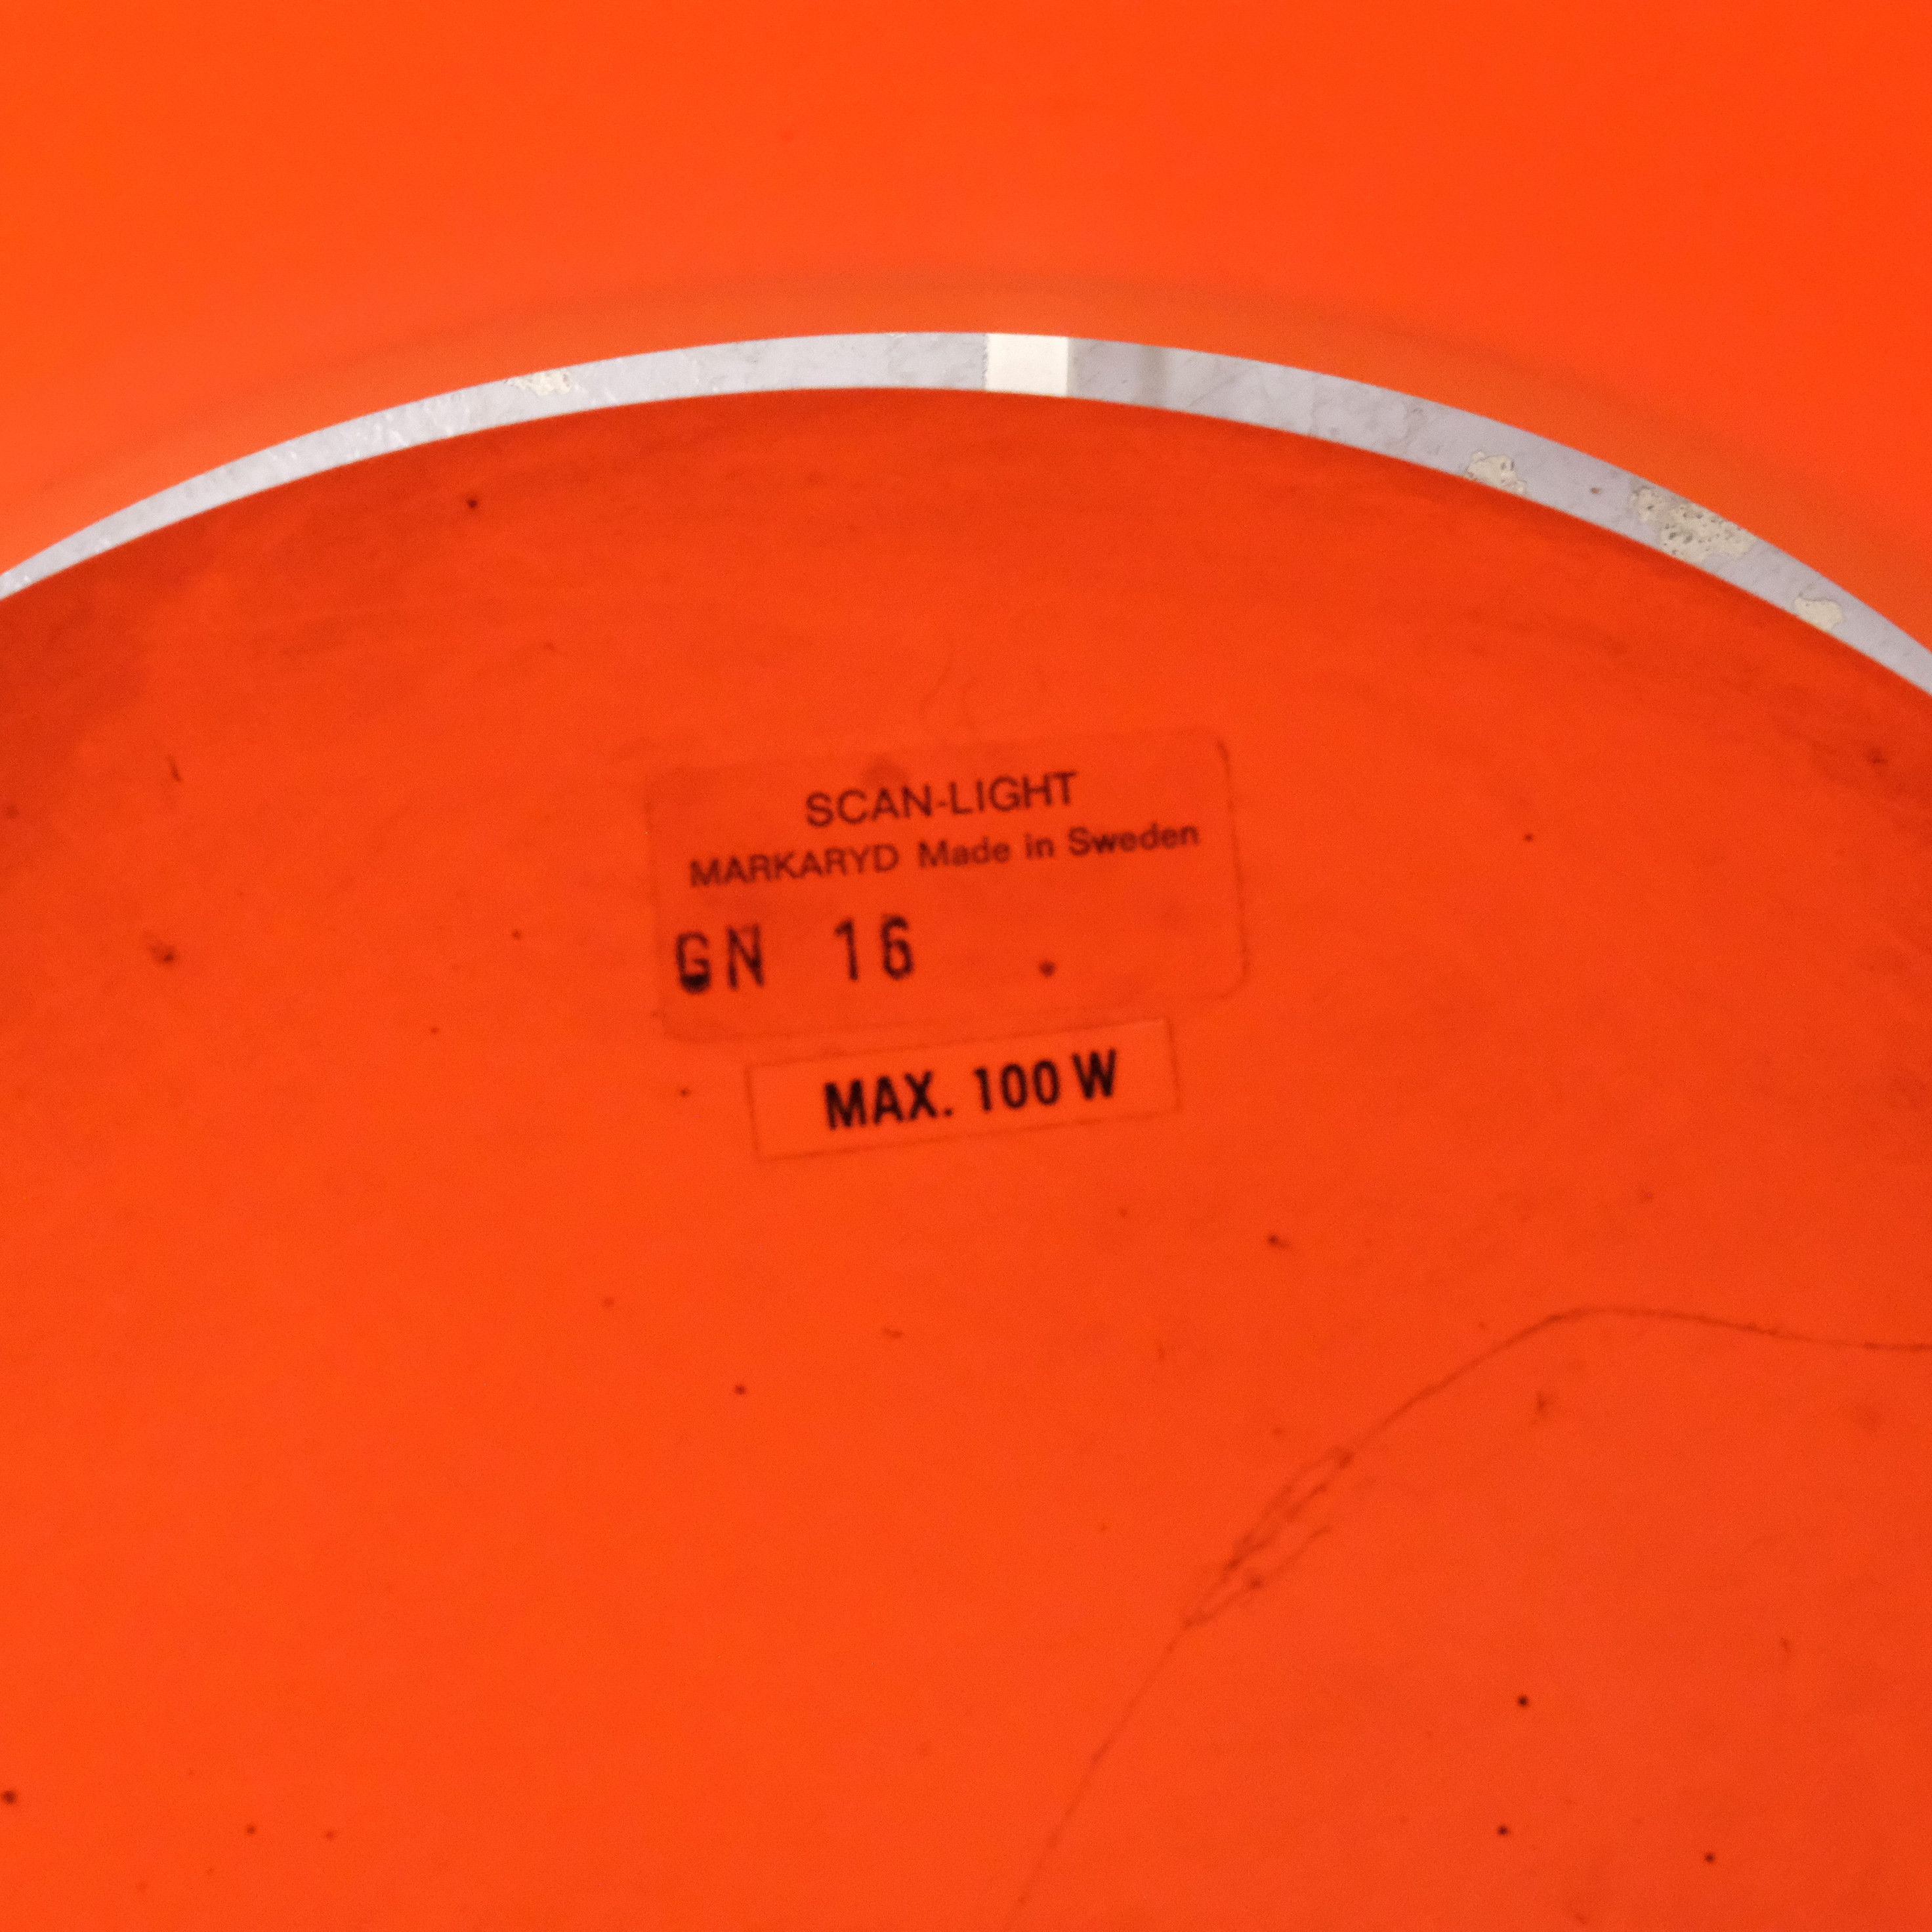 SCAN-LIGHT
MARKARYD Made in Sweden
GN 16
MAX. 100 W